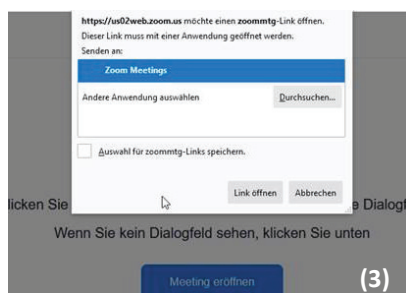 https://us02web.zoom.us möchte einen zoommtg-Link öffnen.
Dieser Link muss mit einer Anwendung geöffnet werden.
Senden an:
Zoom Meetings
Andere Anwendung auswählen Durchsuchen...
Auswahl für zoommtg-Links speichern.
Link öffnen Abbrechen
licken Sie e Dialogf
Wenn Sie kein Dialogfeld sehen, klicken Sie unten
Meeting eröffnen
(3)